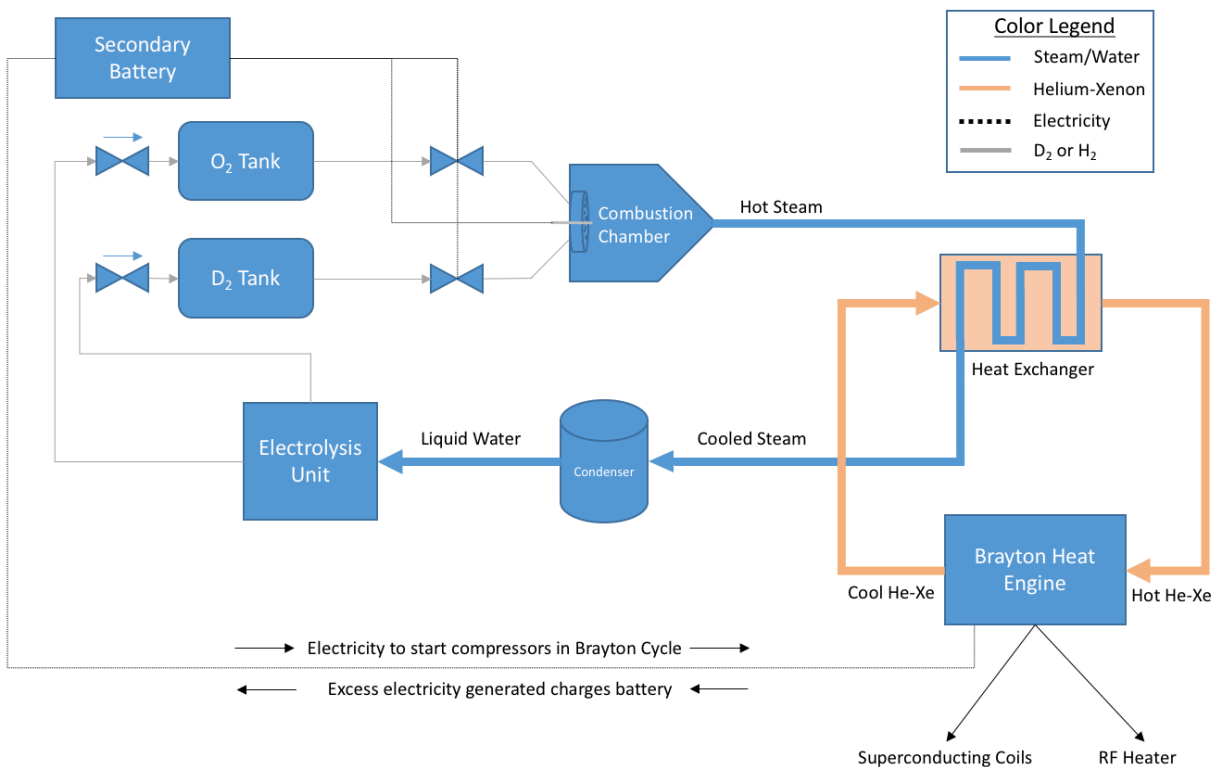 Color Legend
Steam/Water
Helium-Xenon
Electricity
D₂ or H₂
Secondary
Battery
O₂ Tank
D₂ Tank
Combustion
Chamber
Hot Steam
Heat Exchanger
Electrolysis
Unit
Liquid Water
Condenser
Cooled Steam
Brayton Heat
Engine
Cool He-Xe
Hot He-Xe
Electricity to start compressors in Brayton Cycle
Excess electricity generated charges battery
Superconducting Coils
RF Heater